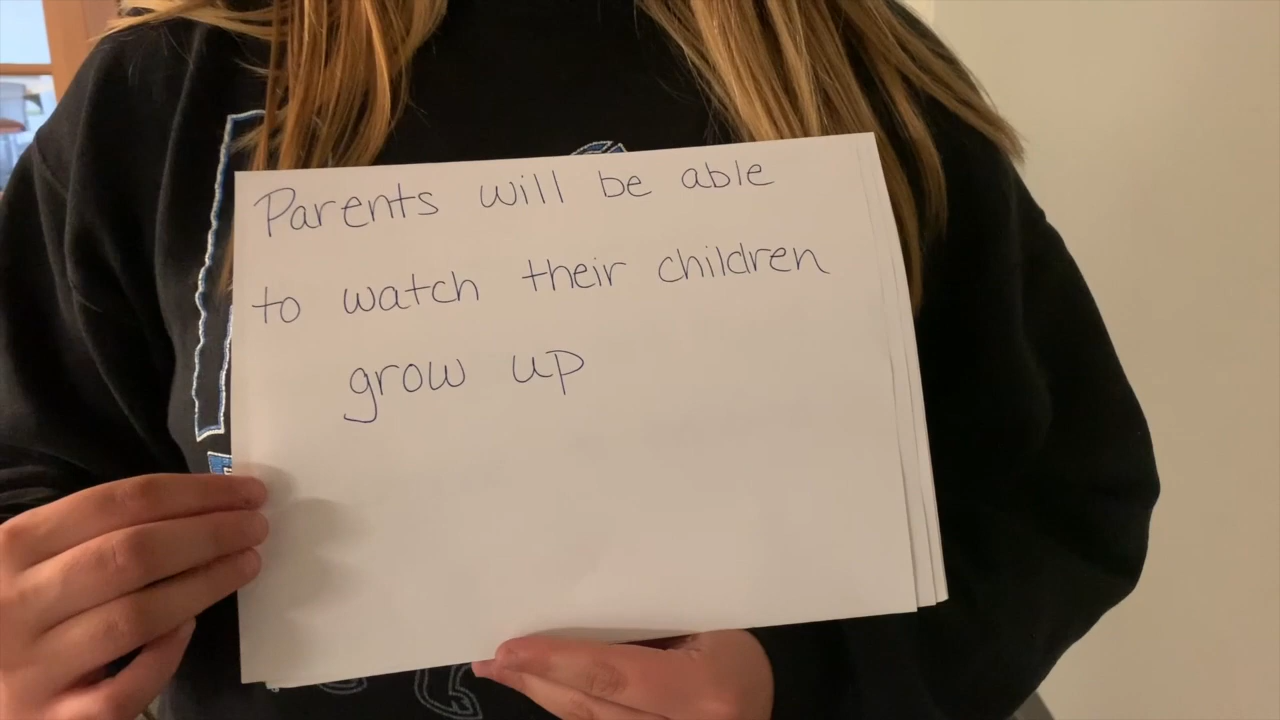 Parents will be able
to watch their children
grow up